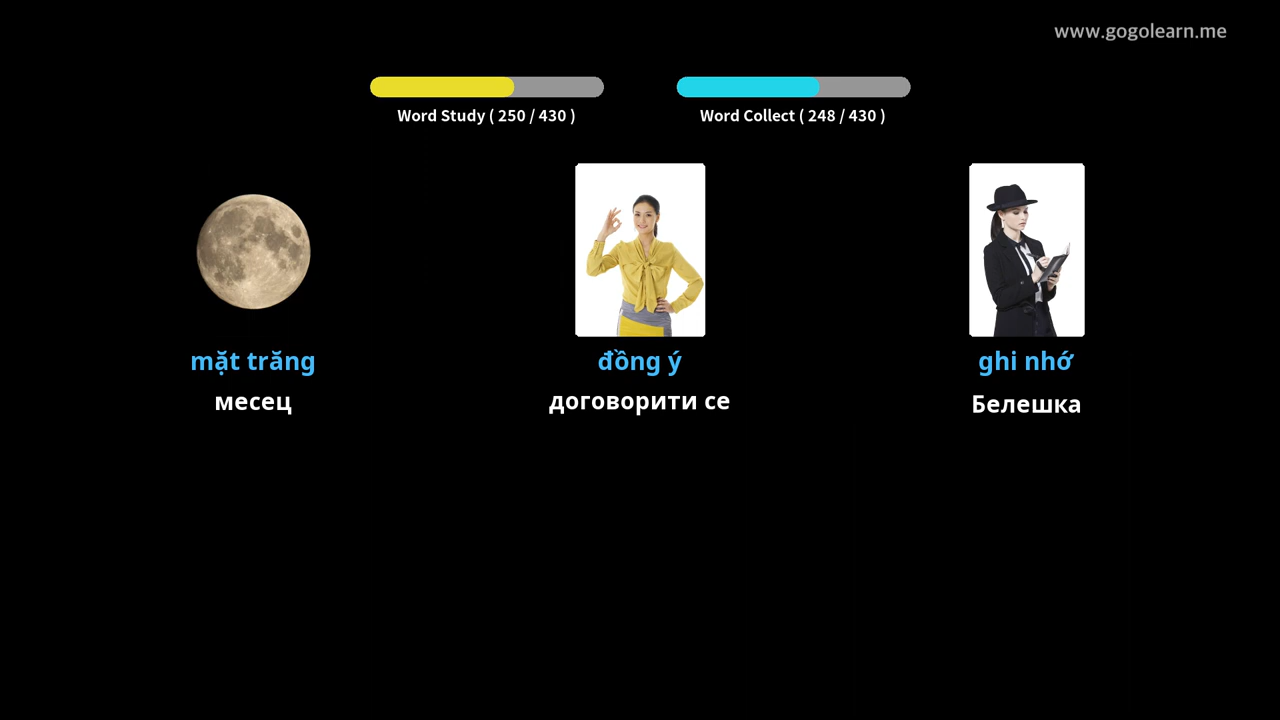 www.gogolearn.me
Word Study ( 250 / 430 )
Word Collect ( 248 / 430 )
mặt trăng
đồng ý
ghi nhớ
месец
договорити се
Белешка